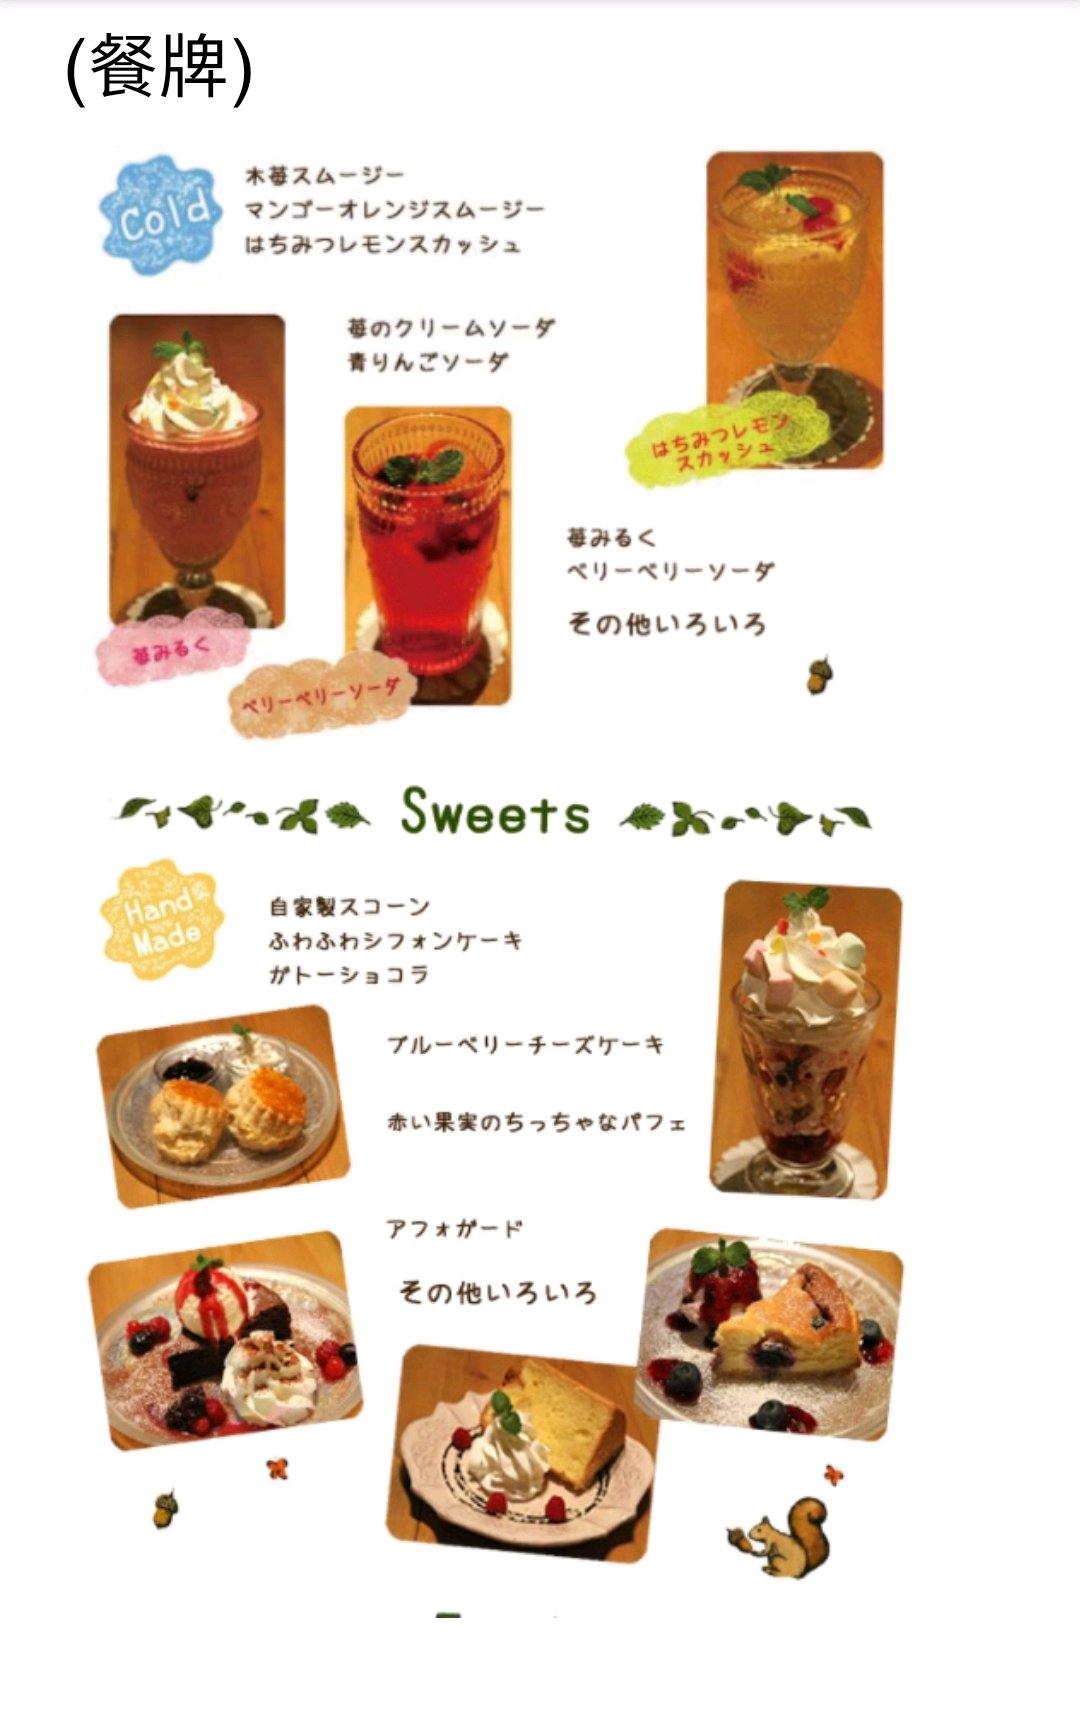 (餐牌)
Cold
木苺スムージー
マンゴーオレンジスムージー
はちみつレモンスカッシュ
苺のクリームソーダ
青りんごソーダ
はちみつレモン
スカッシュ
苺みるく
ベリーベリーソーダ
その他いろいろ
苺みるく
ベリーベリーソーダ
Sweets
Hand
Made
自家製スコーン
ふわふわシフォンケーキ
ガトーショコラ
ブルーベリーチーズケーキ
赤い果実のちっちゃなパフェ
アフォガード
その他いろいろ